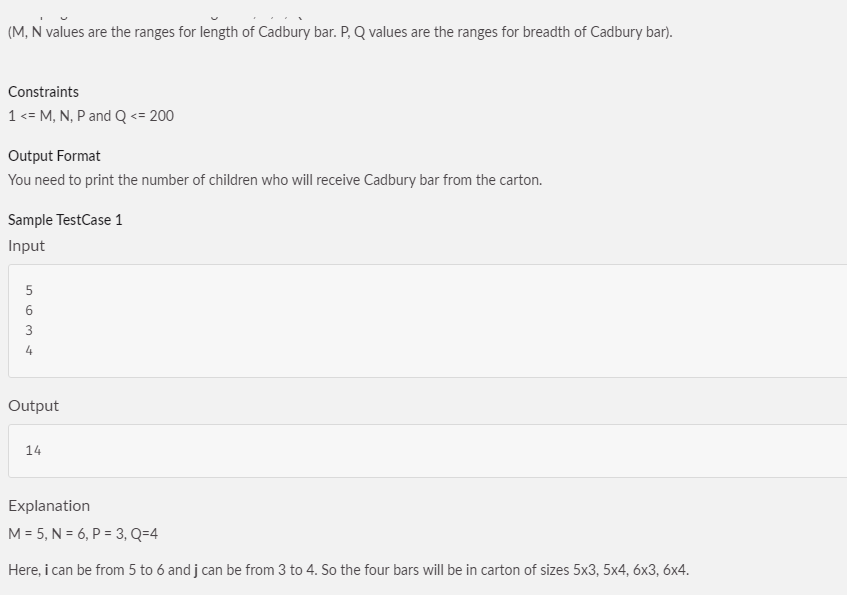 (M, N values are the ranges for length of Cadbury bar. P, Q values are the ranges for breadth of Cadbury bar).
Constraints
1 <= M, N, P and Q <= 200
Output Format
You need to print the number of children who will receive Cadbury bar from the carton.
Sample TestCase 1
Input
5
6
3
4
Output
14
Explanation
M = 5, N = 6, P = 3, Q=4
Here, i can be from 5 to 6 and j can be from 3 to 4. So the four bars will be in carton of sizes 5x3, 5x4, 6x3, 6x4.